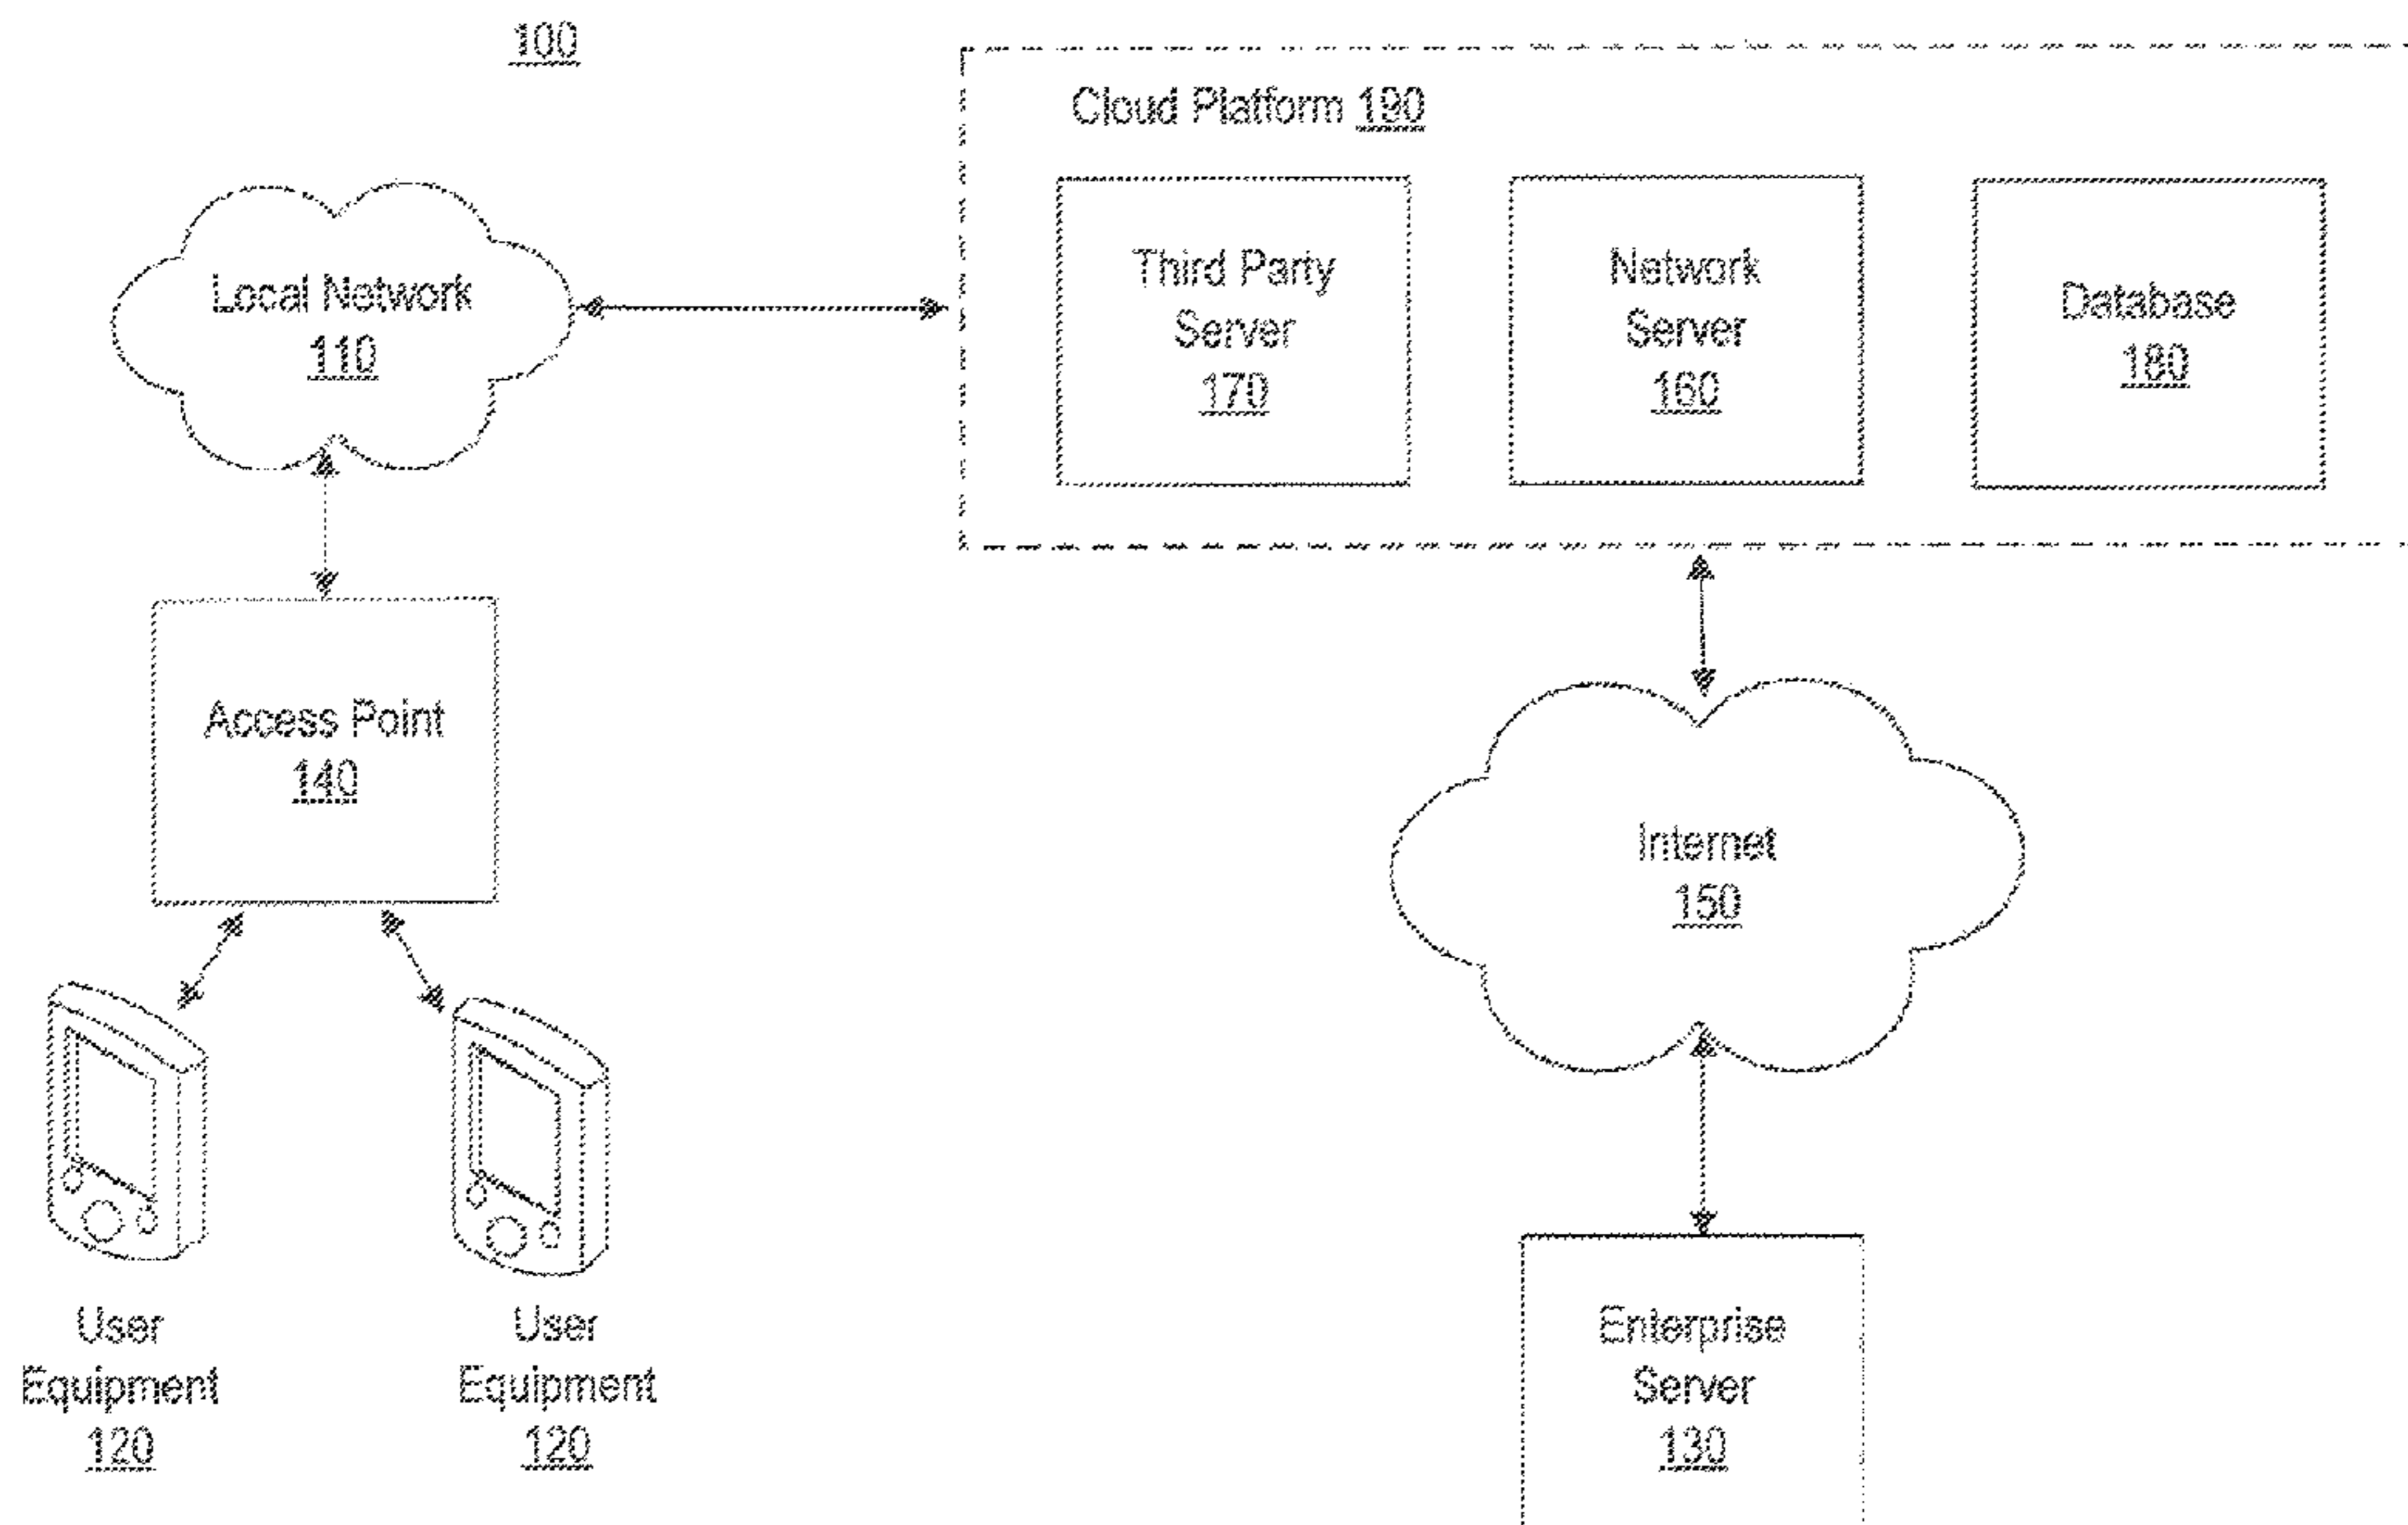 100
Cloud Platform 190
Local Network
110
Third Party
Server
170
Network
Server
160
Database
180
Access Point
140
Internet
150
User
Equipment
120
User
Equipment
120
Enterprise
Server
130